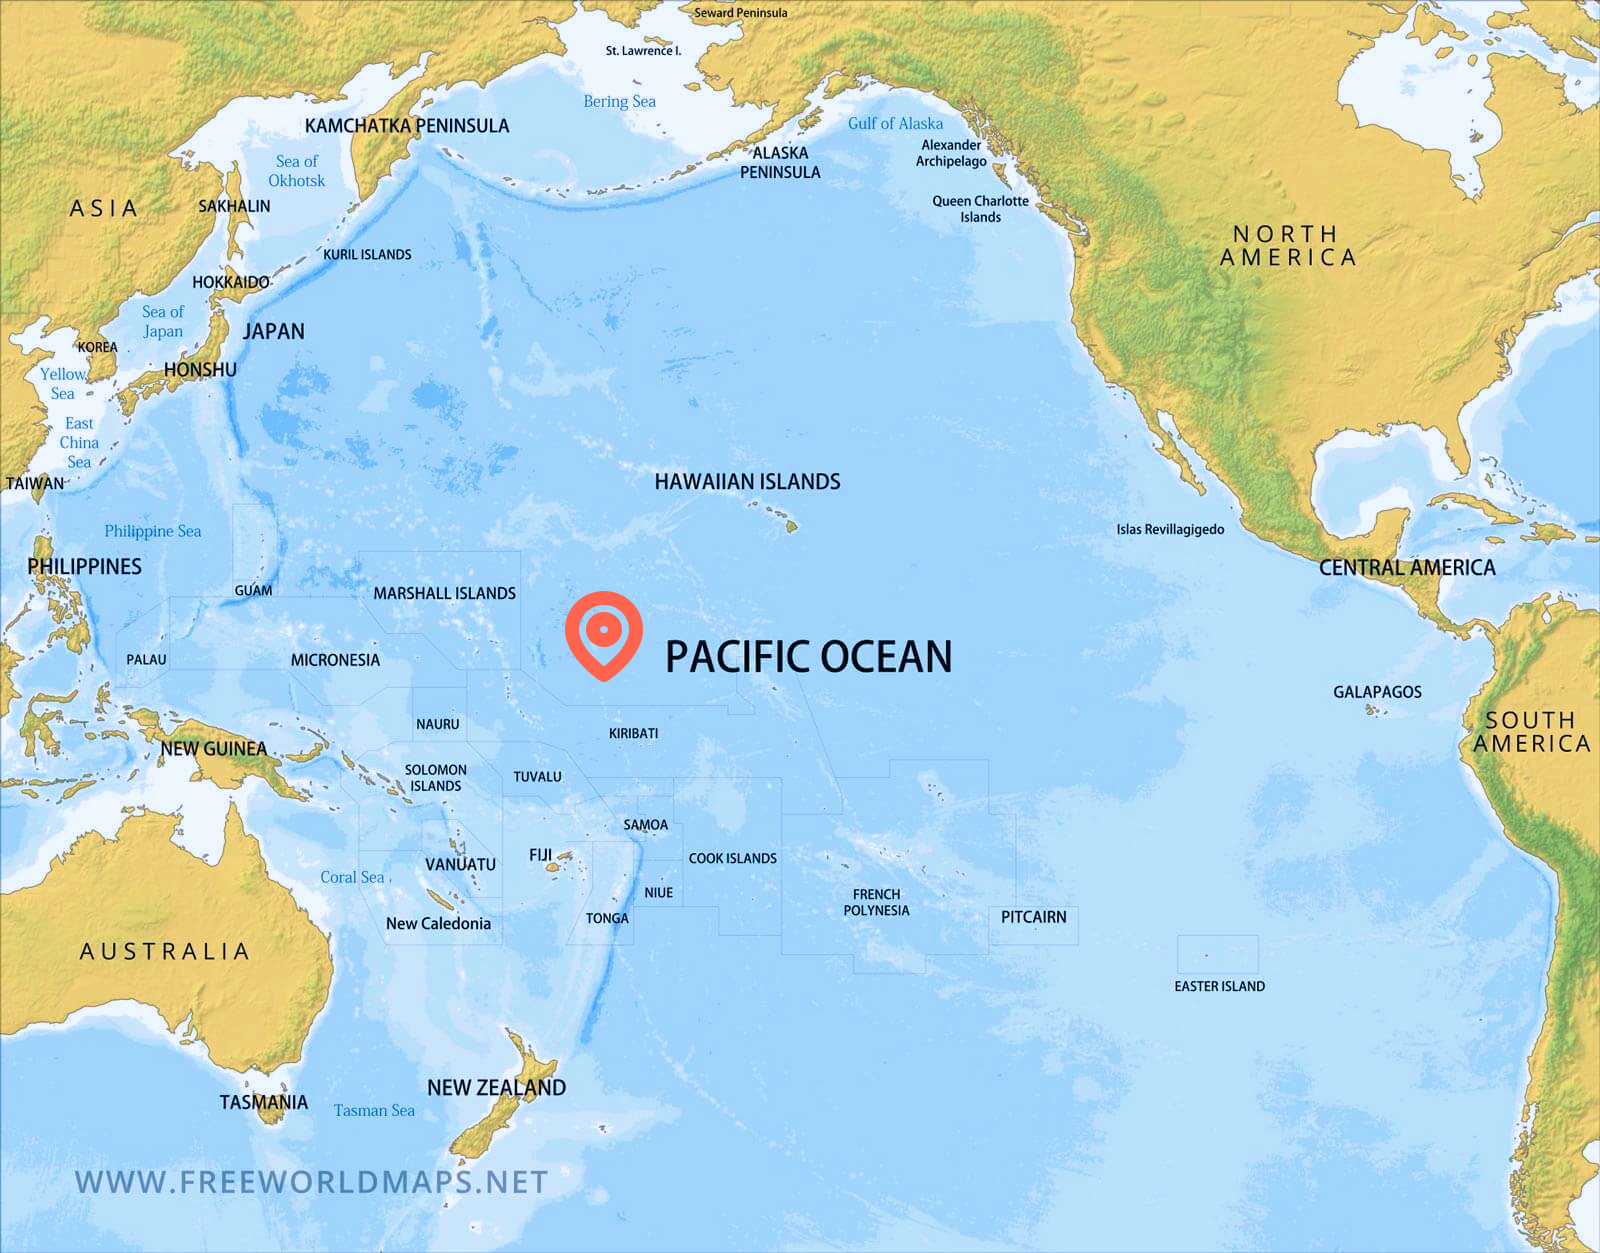 Seward Peninsula
St. Lawrence I.
Bering Sea
KAMCHATKA PENINSULA
Gulf of Alaska
Alexander
Archipelago
ALASKA
PENINSULA
Sea of
Okhotsk
ASIA
SAKHALIN
Queen Charlotte
Islands
NORTH
AMERICA
KURIL ISLANDS
HOKKAIDO
Sea of
Japan
JAPAN
KOREA
HONSHU
Yellow
Sea
East
China
Sea
TAIWAN
HAWAIIAN ISLANDS
Philippine Sea
Islas Revillagigedo
PHILIPPINES
CENTRAL AMERICA
GUAM
MARSHALL ISLANDS
PALAU
MICRONESIA
PACIFIC OCEAN
GALAPAGOS
NAURU
KIRIBATI
SOUTH
AMERICA
NEW GUINEA
SOLOMON
ISLANDS
TUVALU
SAMOA
FIJI
VANUATU
COOK ISLANDS
Coral Sea
NIUE
FRENCH
POLYNESIA
New Caledonia
TONGA
PITCAIRN
AUSTRALIA
EASTER ISLAND
NEW ZEALAND
TASMANIA
Tasman Sea
WWW.FREEWORLDMAPS.NET